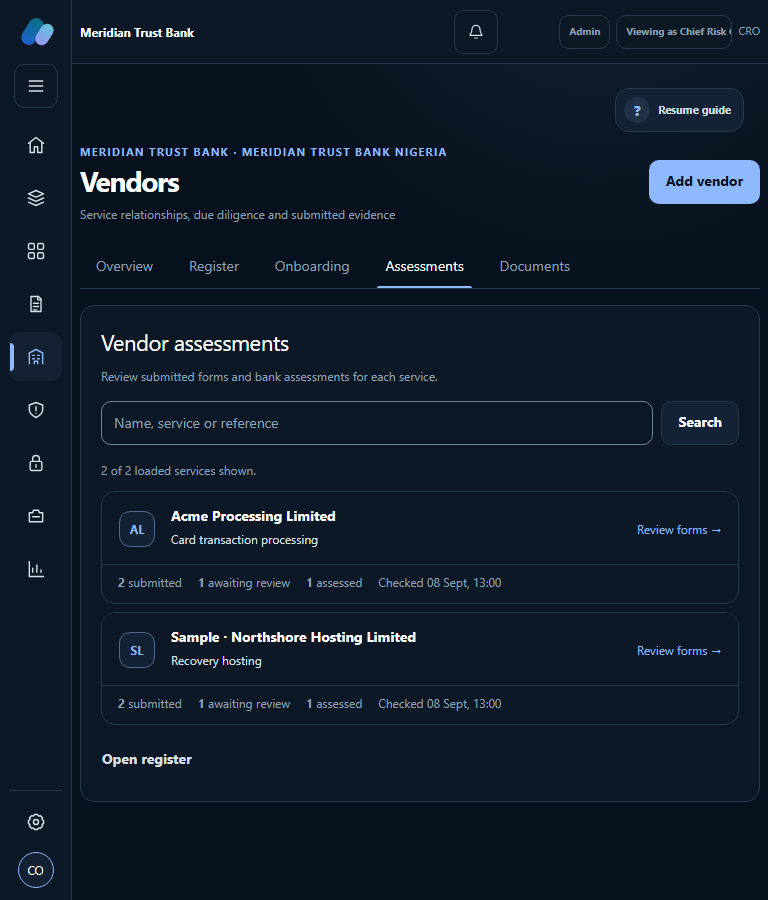 Meridian Trust Bank
Admin
Viewing as Chief Risk
CRO
? Resume guide
MERIDIAN TRUST BANK · MERIDIAN TRUST BANK NIGERIA
Vendors
Add vendor
Service relationships, due diligence and submitted evidence
Overview Register Onboarding Assessments Documents
Vendor assessments
Review submitted forms and bank assessments for each service.
Name, service or reference
Search
2 of 2 loaded services shown.
AL
Acme Processing Limited
Card transaction processing
Review forms →
2 submitted 1 awaiting review 1 assessed Checked 08 Sept, 13:00
SL
Sample · Northshore Hosting Limited
Recovery hosting
Review forms →
2 submitted 1 awaiting review 1 assessed Checked 08 Sept, 13:00
Open register
CO